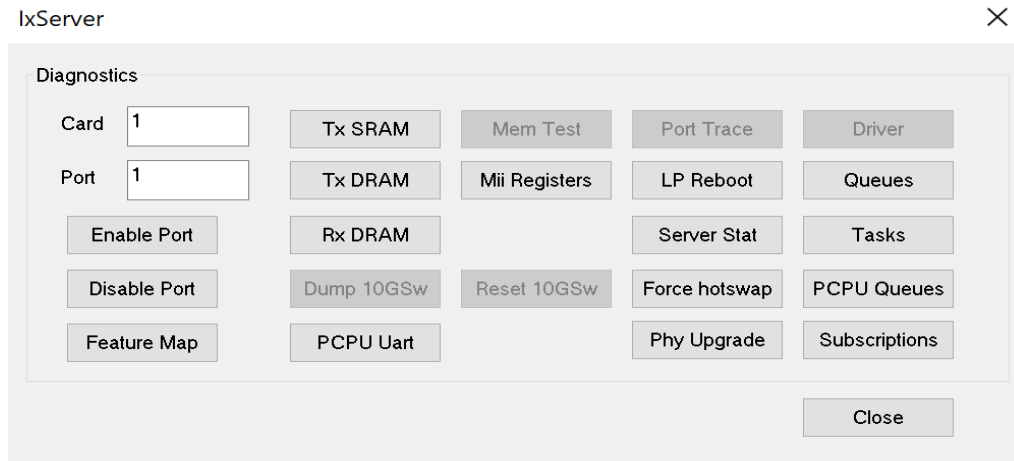 IxServer
Diagnostics
Card 1 Tx SRAM Mem Test Port Trace Driver
Port 1 Tx DRAM Mii Registers LP Reboot Queues
Enable Port Rx DRAM Server Stat Tasks
Disable Port Dump 10GSw Reset 10GSw Force hotswap PCPU Queues
Feature Map PCPU Uart Phy Upgrade Subscriptions
Close